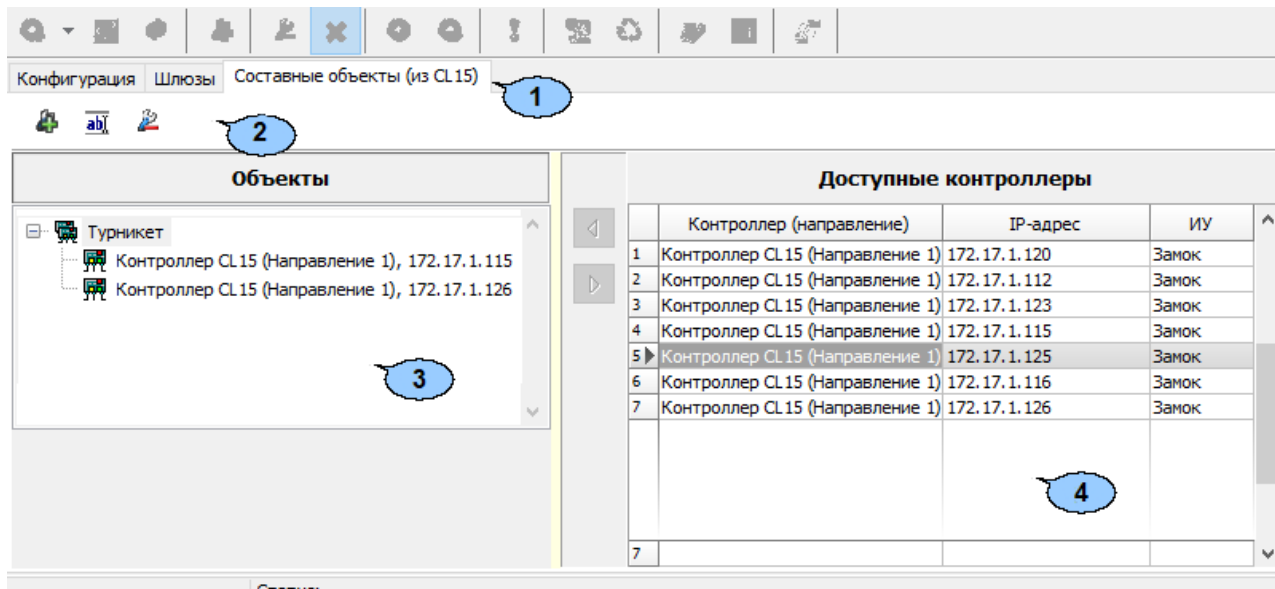 Конфигурация Шлюзы Составные объекты (из CL15)
1
ab
2
Объекты
Доступные контроллеры
Турникет
Контроллер CL15 (Направление 1), 172.17.1.115
Контроллер CL15 (Направление 1), 172.17.1.126
3
Контроллер (направление) IP-адрес ИУ
1 Контроллер CL15 (Направление 1) 172.17.1.120 Замок
2 Контроллер CL15 (Направление 1) 172.17.1.112 Замок
3 Контроллер CL15 (Направление 1) 172.17.1.123 Замок
4 Контроллер CL15 (Направление 1) 172.17.1.115 Замок
5 Контроллер CL15 (Направление 1) 172.17.1.125 Замок
6 Контроллер CL15 (Направление 1) 172.17.1.116 Замок
7 Контроллер CL15 (Направление 1) 172.17.1.126 Замок
4
7